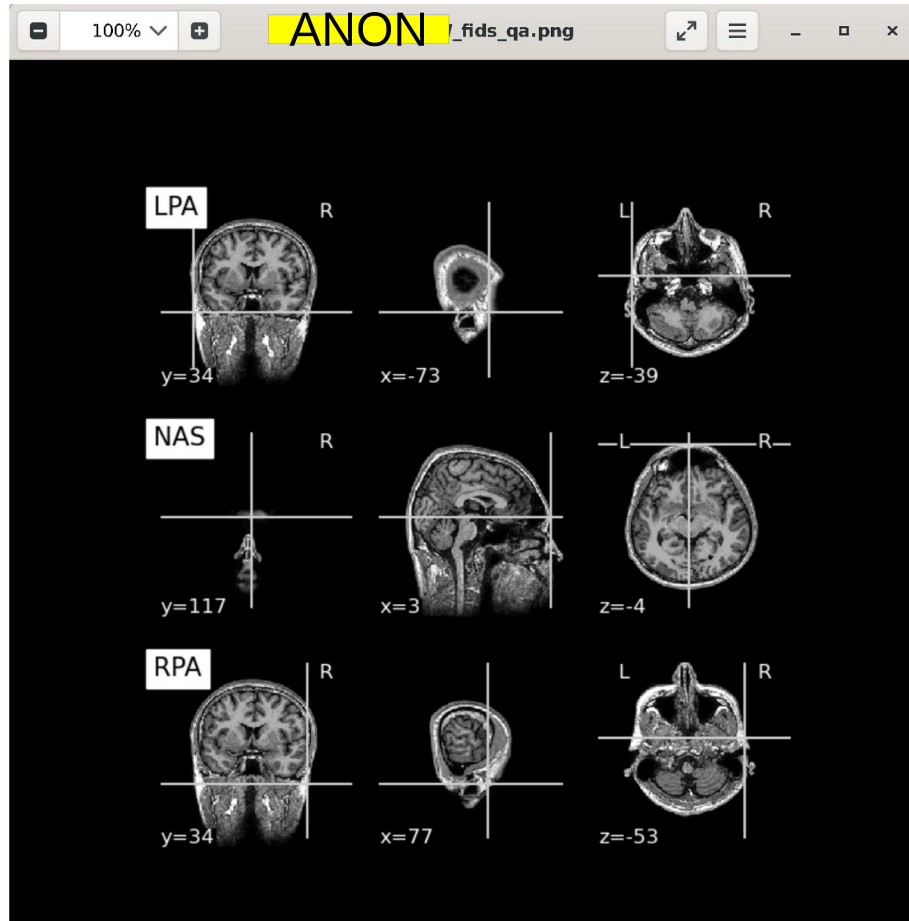 100%
ANON
_fids_qa.png
LPA
R
L
R
y=34
x=-73
z=-39
NAS
R
L
R
y=117
x=3
z=-4
RPA
R
L
R
y=34
x=77
z=-53